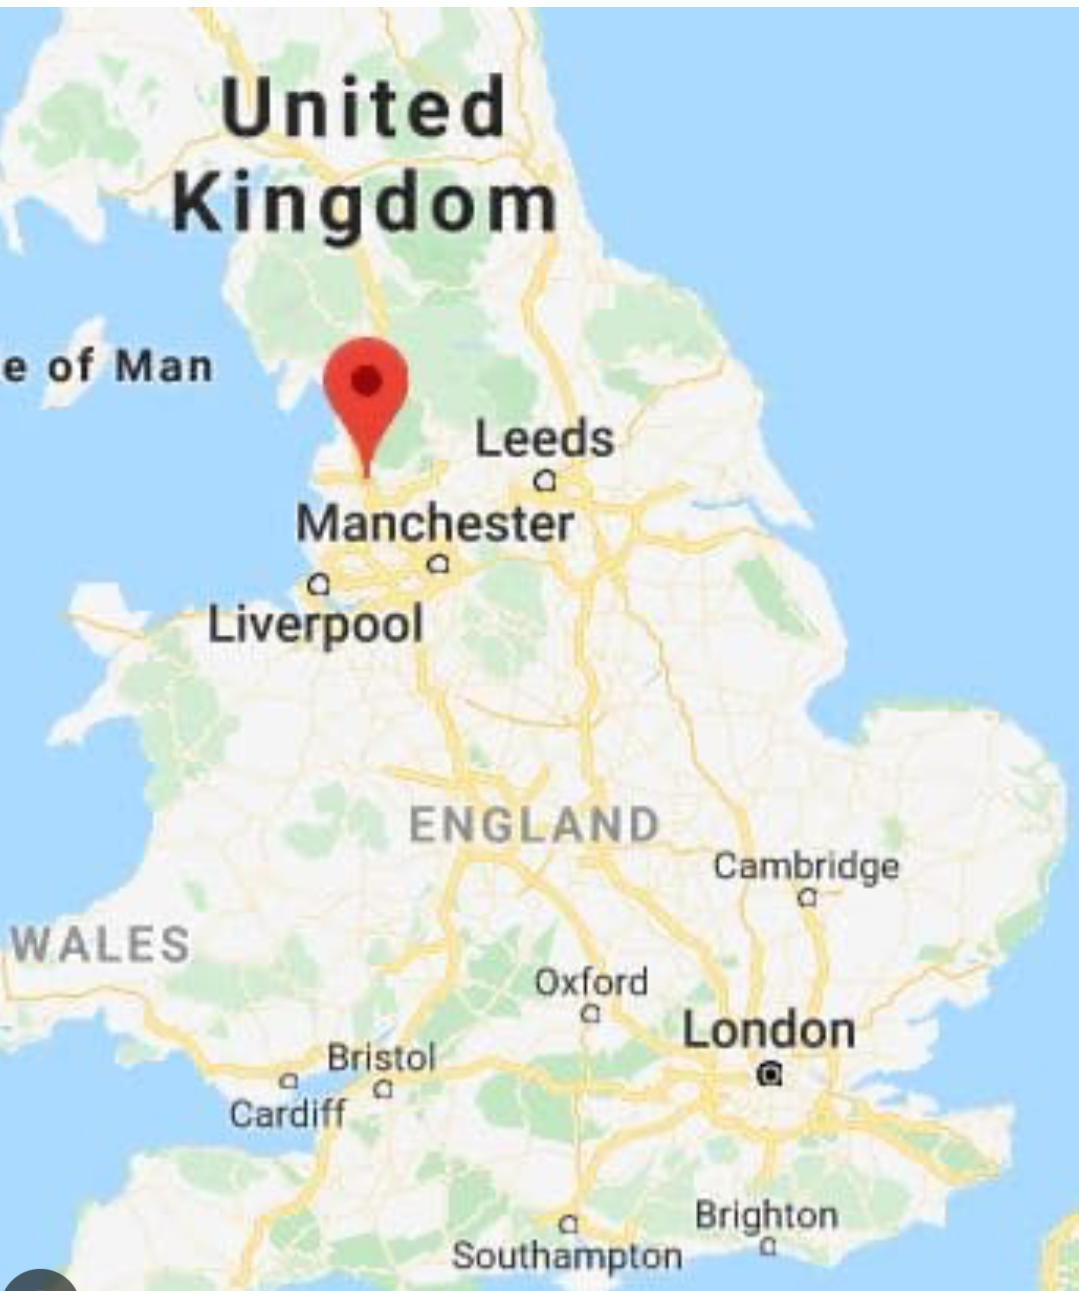 United
Kingdom
e of Man
Leeds
Manchester
Liverpool
ENGLAND
Cambridge
WALES
Oxford
London
Bristol
Cardiff
Brighton
Southampton